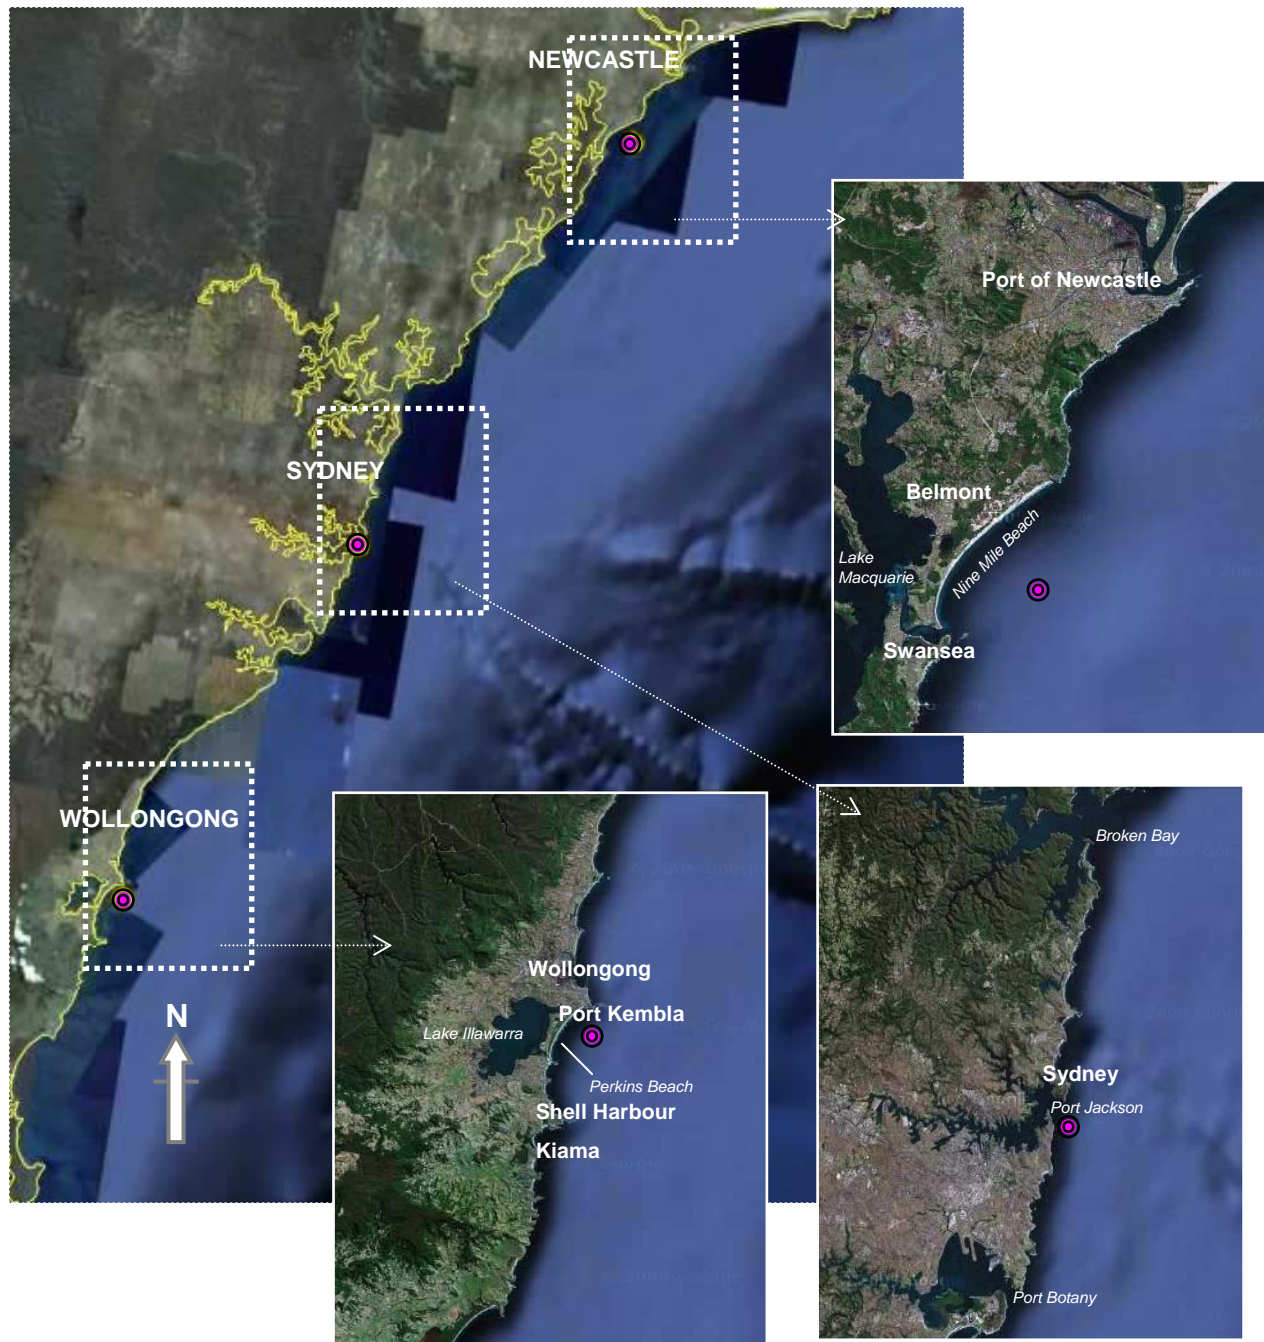 NEWCASTLE
SYDNEY
WOLLONGONG
N
Port of Newcastle
Belmont
Nine Mile Beach
Lake
Macquarie
Swansea
Wollongong
Port Kembla
Lake Illawarra
Perkins Beach
Shell Harbour
Kiama
Broken Bay
Sydney
Port Jackson
Port Botany